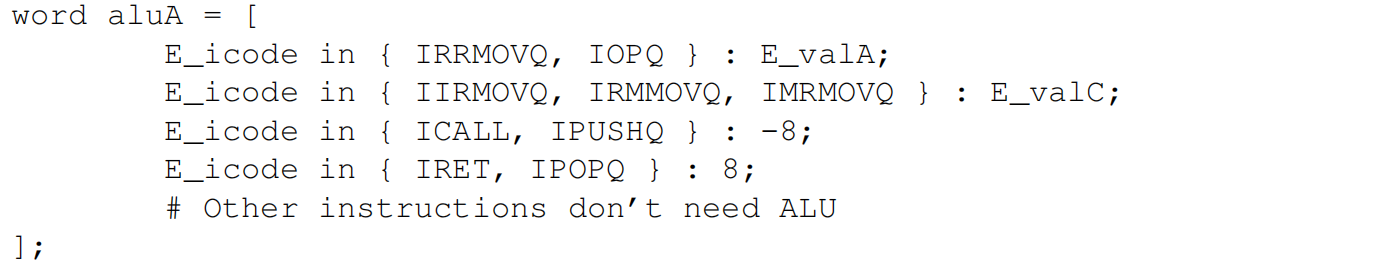 word aluA = [
E_icode in { IRRMOVQ, IOPQ } : E_valA;
E_icode in { IIRMOVQ, IRMMOVQ, IMRMOVQ } : E_valC;
E_icode in { ICALL, IPUSHQ } : -8;
E_icode in { IRET, IPOPQ } : 8;
# Other instructions don’t need ALU
];